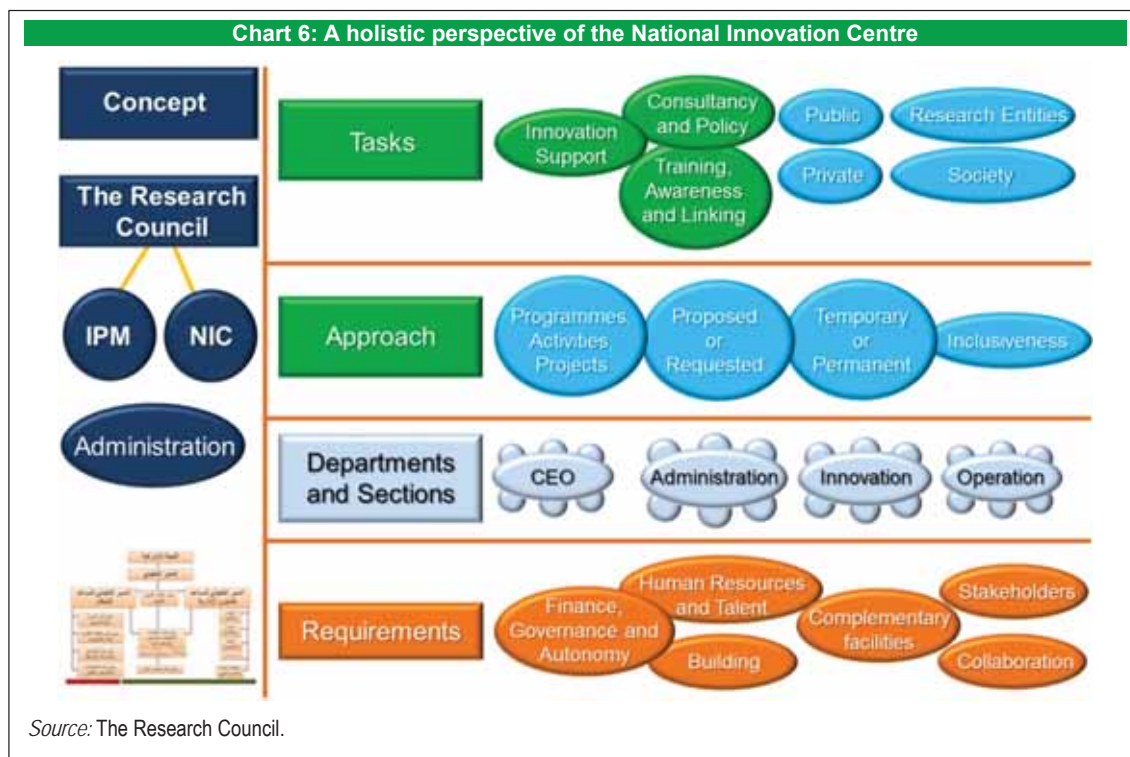 Chart 6: A holistic perspective of the National Innovation Centre
Concept
The Research
Council
IPM
NIC
Administration
Tasks
Innovation
Support
Consultancy
and Policy
Training,
Awareness
and Linking
Public
Research Entities
Private
Society
Approach
Programmes
Activities
Projects
Proposed
or
Requested
Temporary
or
Permanent
Inclusiveness
Departments
and Sections
CEO
Administration
Innovation
Operation
Requirements
Finance,
Governance and
Autonomy
Human Resources
and Talent
Building
Complementary
facilities
Stakeholders
Collaboration
Source: The Research Council.